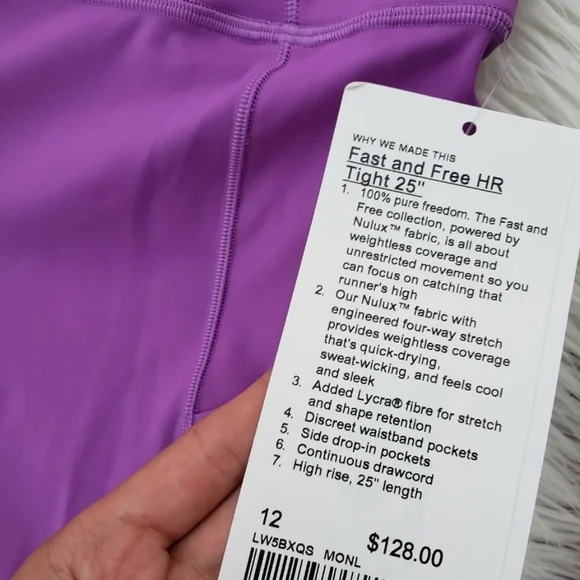 WHY WE MADE THIS
Fast and Free HR
Tight 25"
1. 100% pure freedom. The Fast and
Free collection, powered by
Nulux™ fabric, is all about
weightless coverage and
unrestricted movement so you
can focus on catching that
runner's high
2. Our Nulux™ fabric with
engineered four-way stretch
provides weightless coverage
that's quick-drying,
sweat-wicking, and feels cool
and sleek
3. Added Lycra® fibre for stretch
and shape retention
4. Discreet waistband pockets
5. Side drop-in pockets
6. Continuous drawcord
7. High rise, 25" length
12 $128.00
LW5BXQS MONL